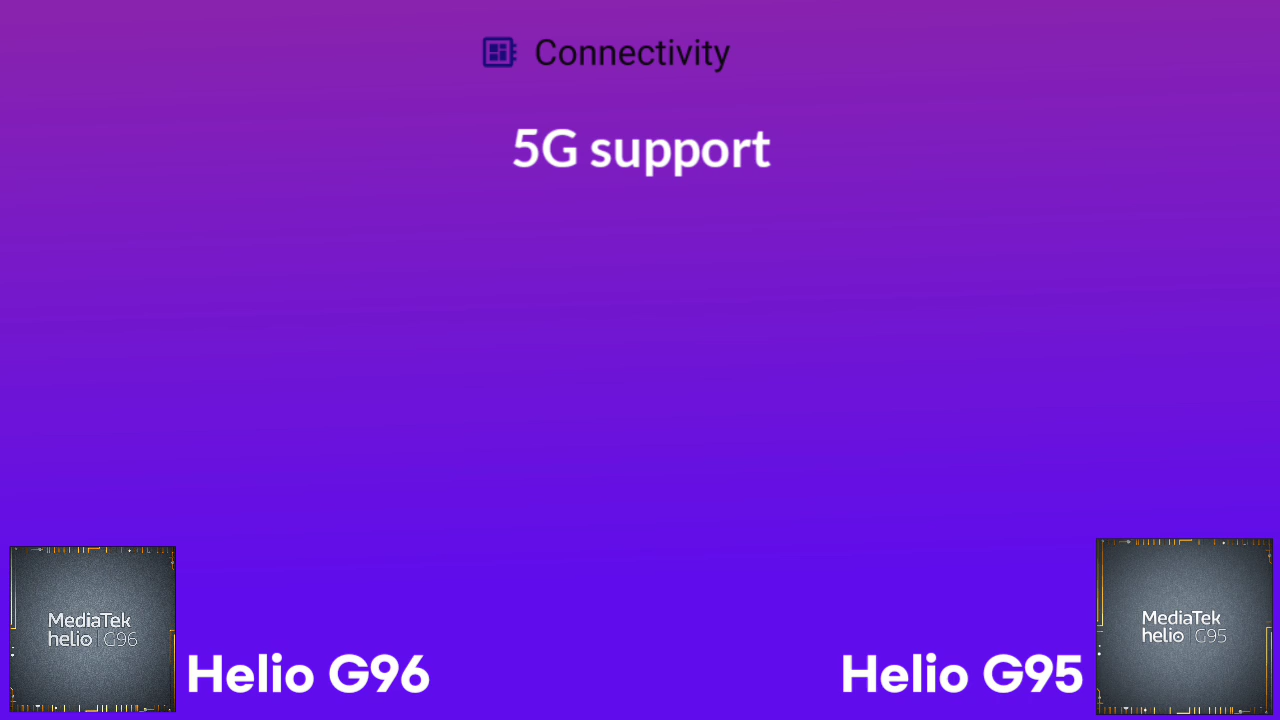 Connectivity
5G support
MediaTek
helio G96
Helio G96
MediaTek
helio G95
Helio G95